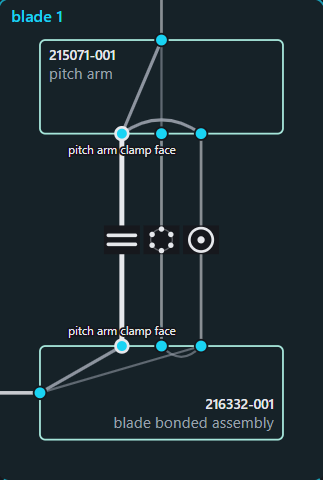 blade 1
215071-001
pitch arm
pitch arm clamp face
pitch arm clamp face
216332-001
blade bonded assembly